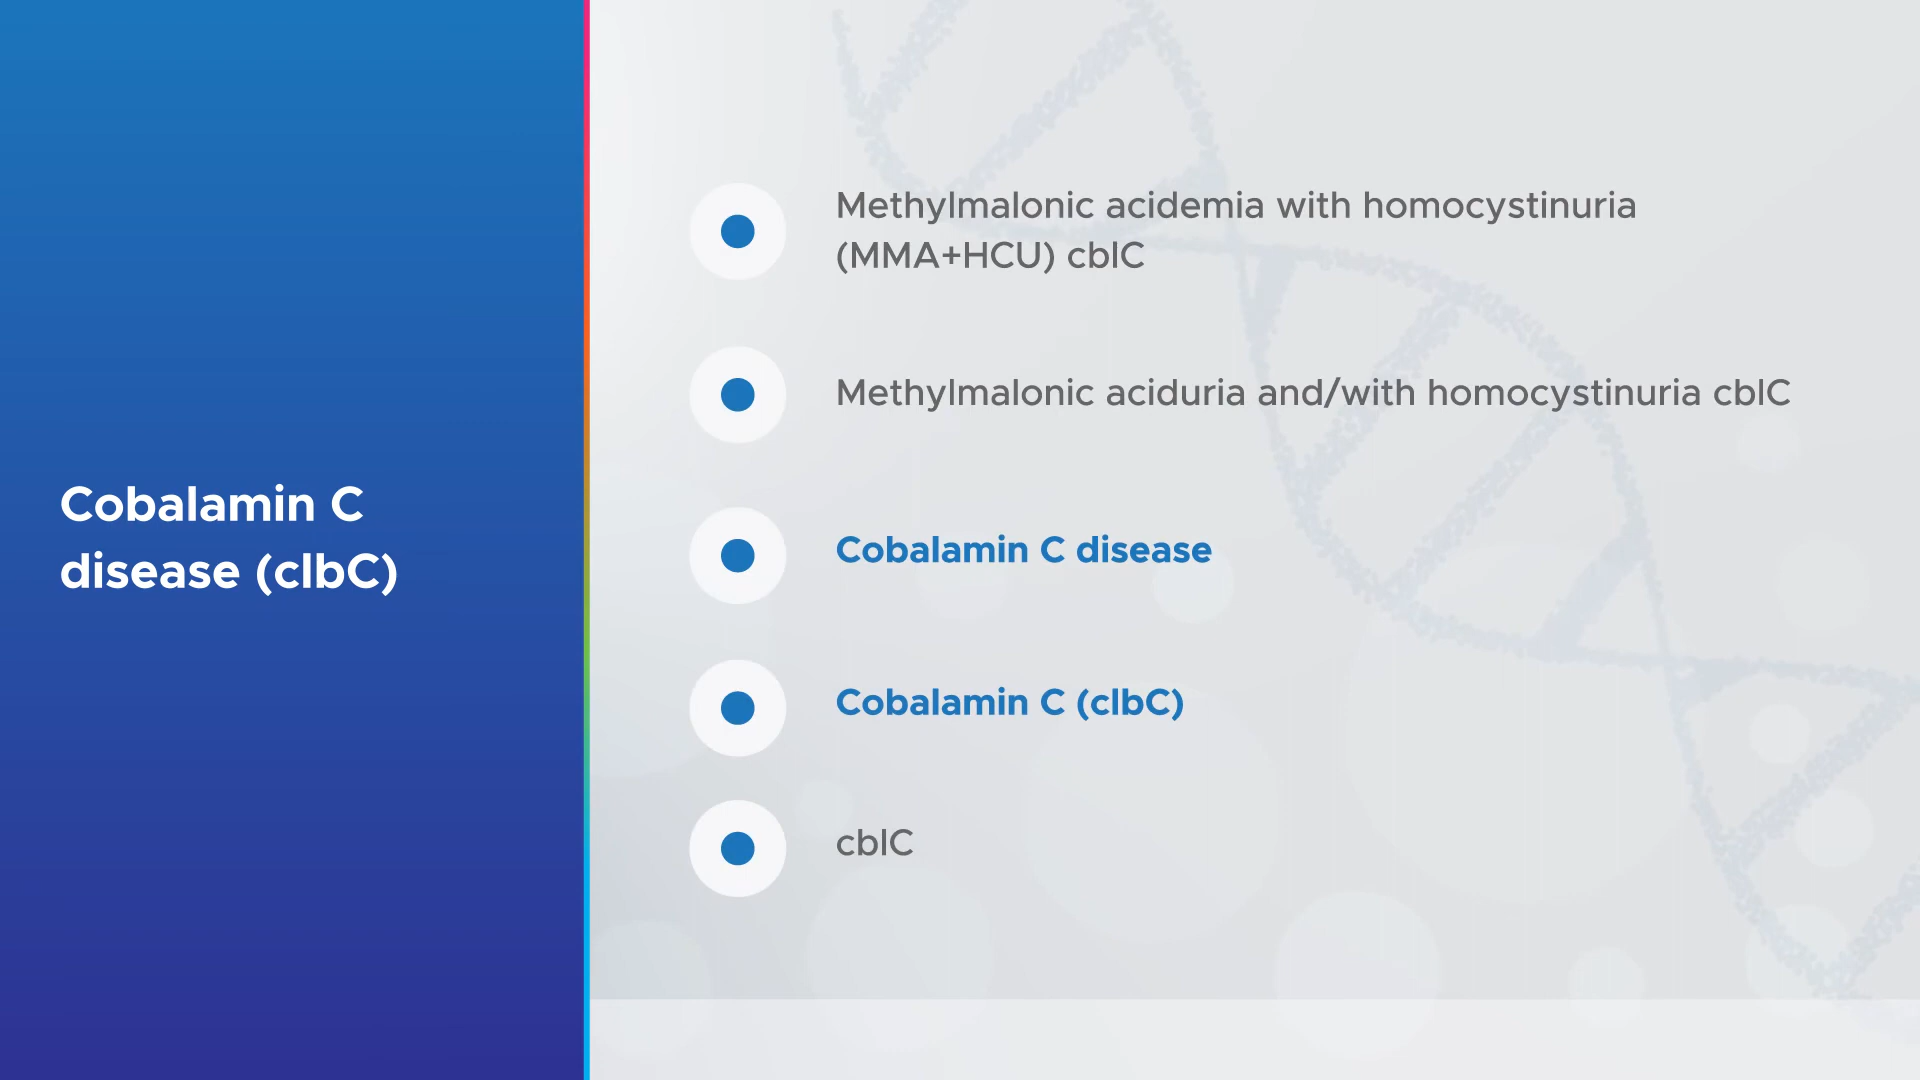 Cobalamin C
disease (clbC)
Methylmalonic acidemia with homocystinuria
(MMA+HCU) cblC
Methylmalonic aciduria and/with homocystinuria cblC
Cobalamin C disease
Cobalamin C (clbC)
cblC